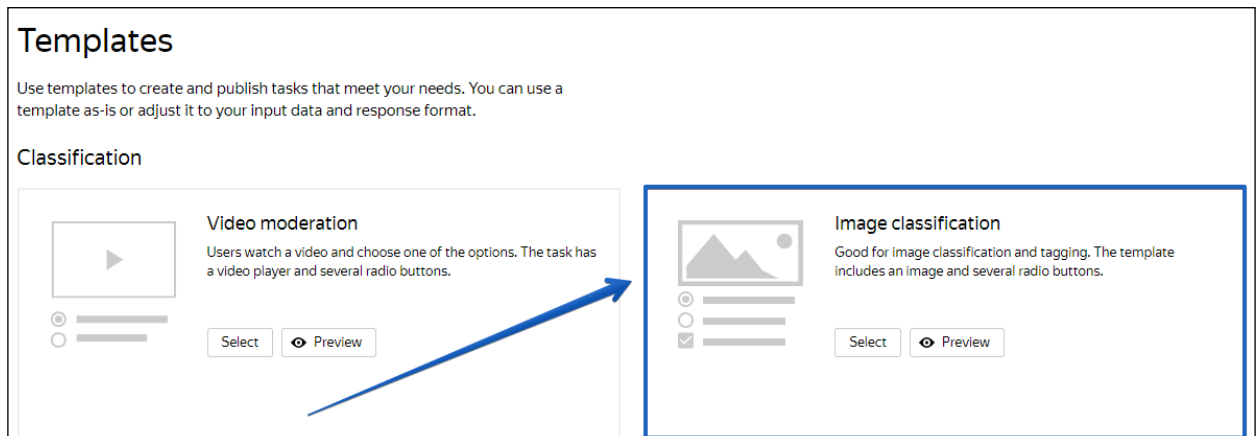 Templates
Use templates to create and publish tasks that meet your needs. You can use a
template as-is or adjust it to your input data and response format.
Classification
Video moderation
Users watch a video and choose one of the options. The task has
a video player and several radio buttons.
Select
Preview
Image classification
Good for image classification and tagging. The template
includes an image and several radio buttons.
Select
Preview